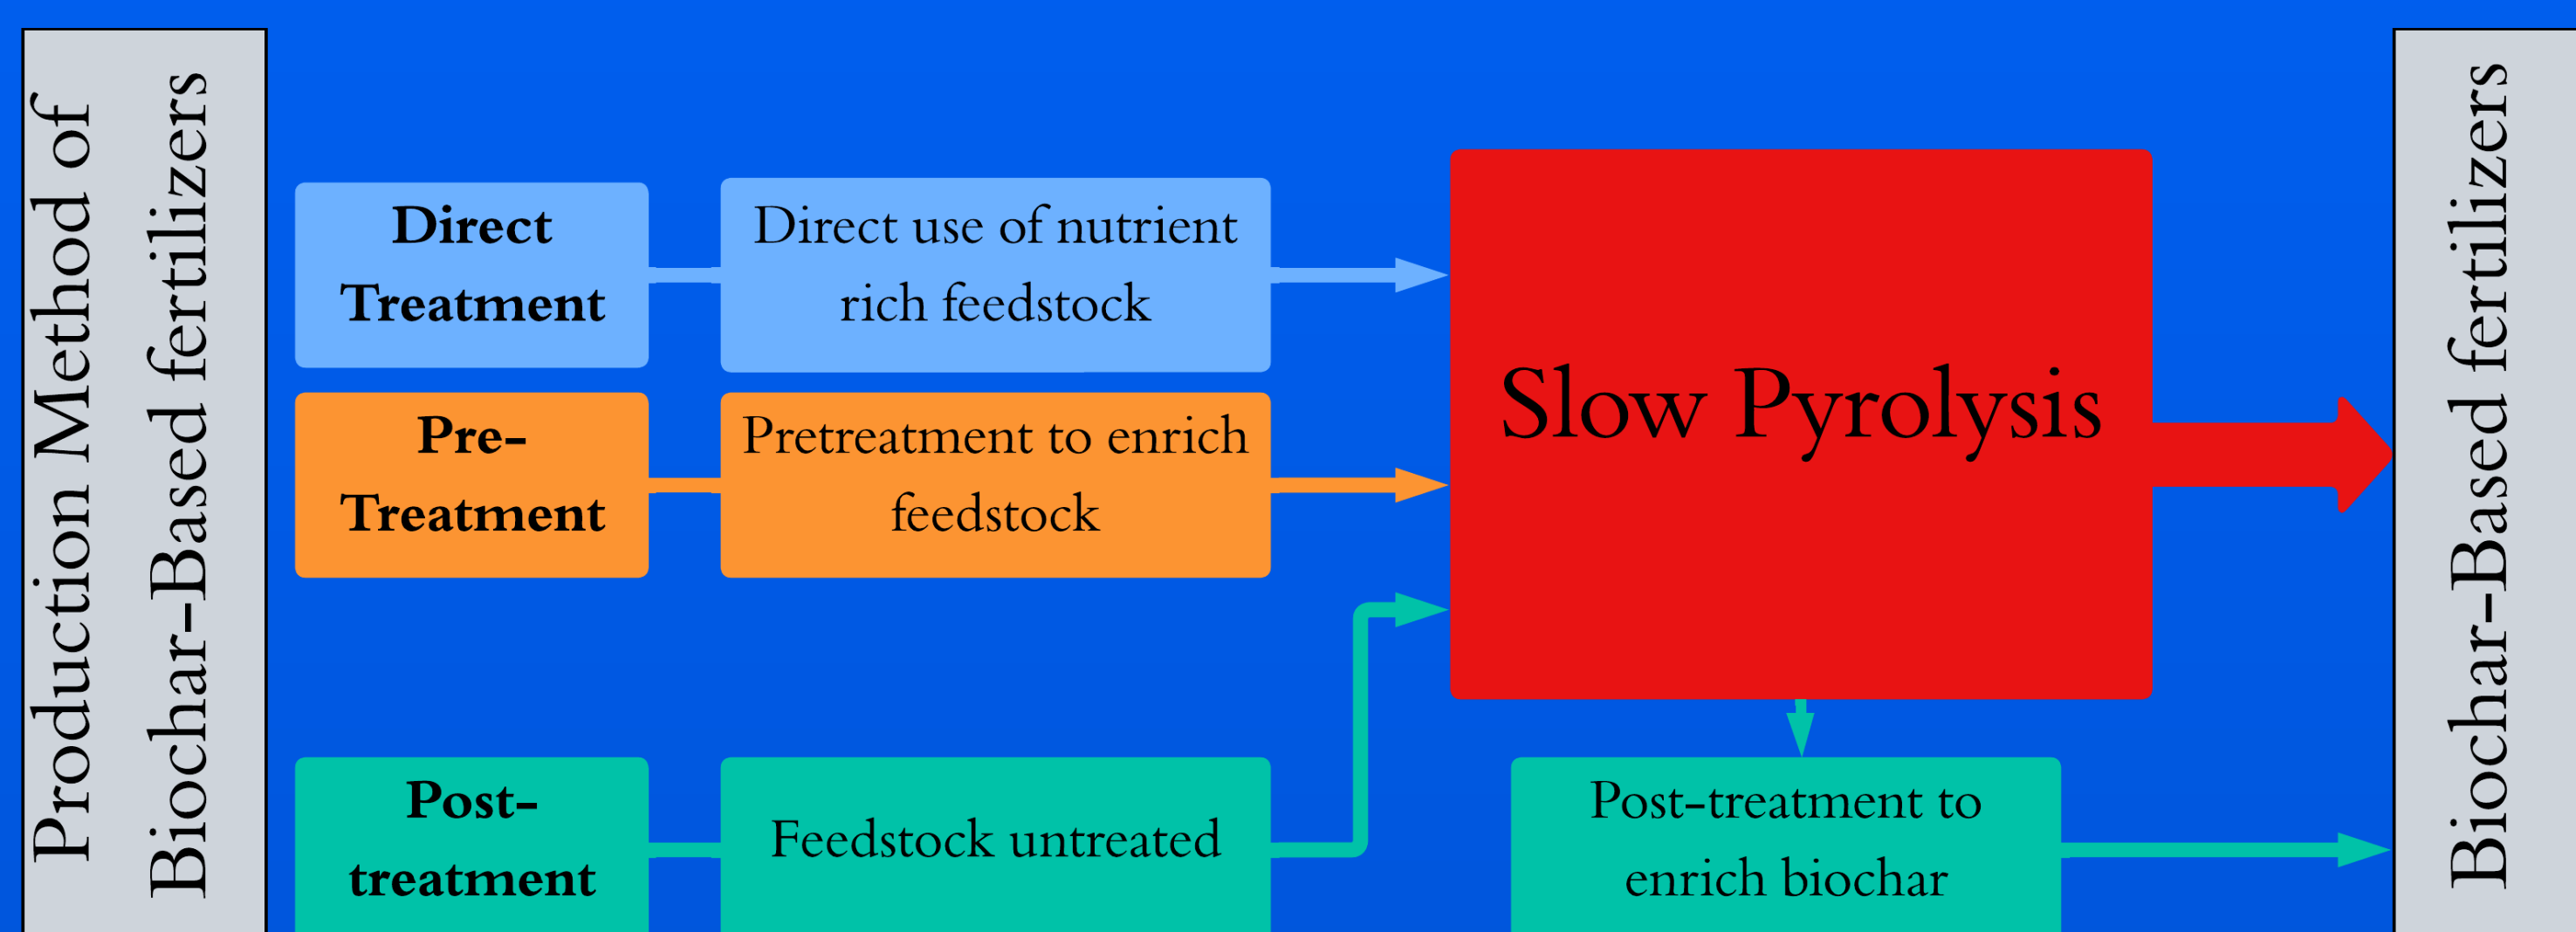 Production Method of
Biochar-Based fertilizers
Direct
Treatment
Direct use of nutrient
rich feedstock
Pre-
Treatment
Pretreatment to enrich
feedstock
Post-
treatment
Feedstock untreated
Slow Pyrolysis
Post-treatment to
enrich biochar
Biochar-Based fertilizers